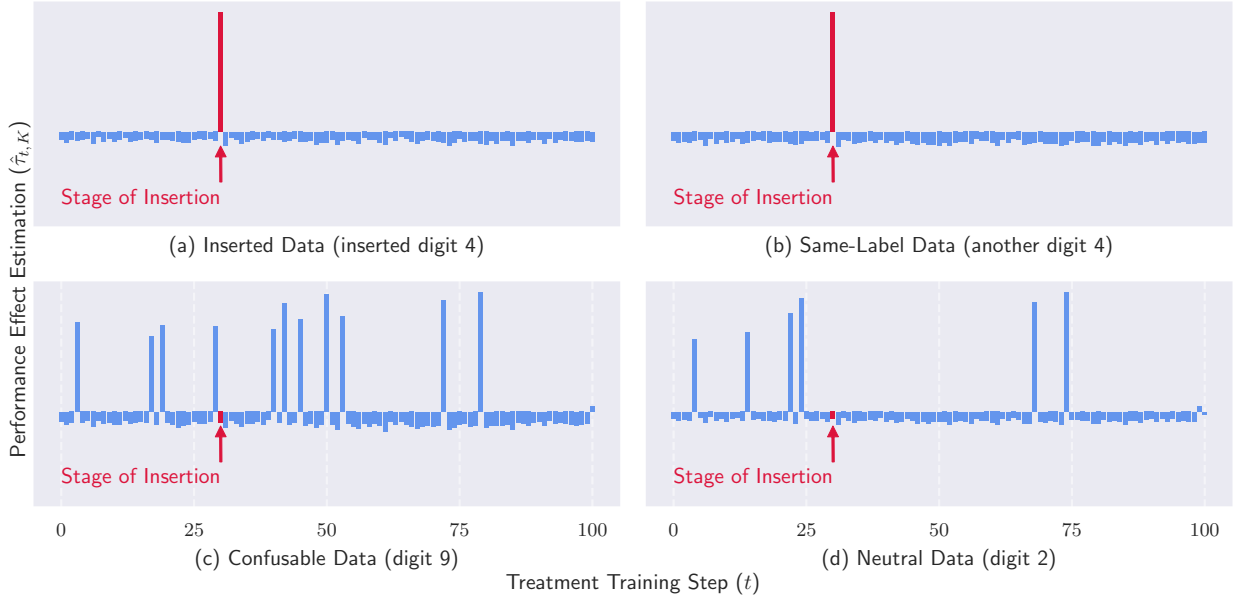 Performance Effect Estimation (τ̂_{t,K})
Stage of Insertion
(a) Inserted Data (inserted digit 4)
Stage of Insertion
(b) Same-Label Data (another digit 4)
Stage of Insertion
0 25 50 75 100
(c) Confusable Data (digit 9)
Stage of Insertion
0 25 50 75 100
(d) Neutral Data (digit 2)
Treatment Training Step (t)